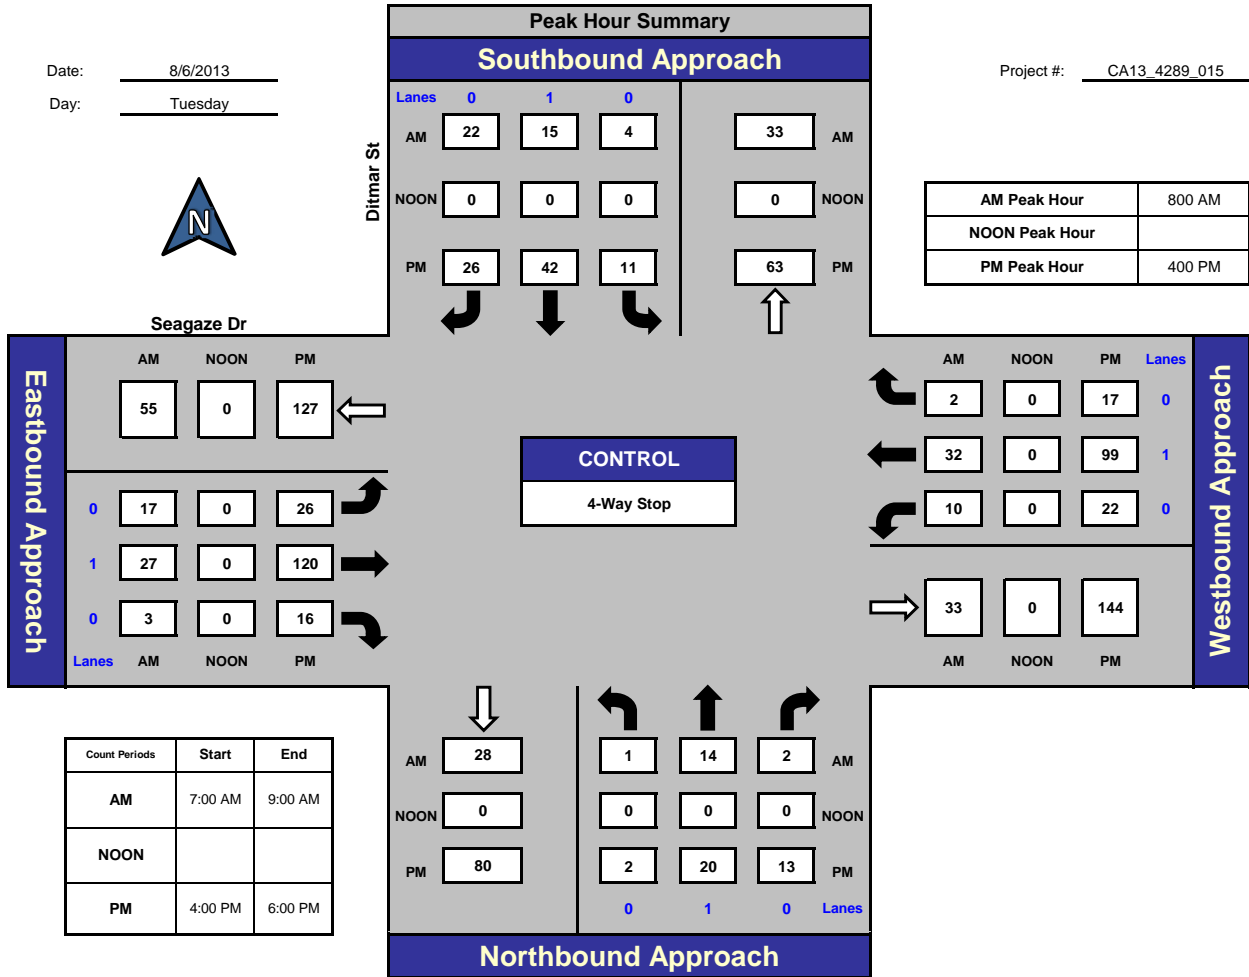 Peak Hour Summary
Southbound Approach
Date: 8/6/2013
Project #: CA13_4289_015
Day: Tuesday
Lanes 0 1 0
AM 22 15 4 33 AM
Ditmar St
N
NOON 0 0 0 0 NOON
PM 26 42 11 63 PM
AM Peak Hour 800 AM
NOON Peak Hour
PM Peak Hour 400 PM
Seagaze Dr
Eastbound Approach
AM NOON PM
55 0 127
0 17 0 26
1 27 0 120
0 3 0 16
Lanes AM NOON PM
CONTROL
4-Way Stop
AM NOON PM Lanes
2 0 17 0
32 0 99 1
10 0 22 0
33 0 144
AM NOON PM
Westbound Approach
Count Periods Start End
AM 7:00 AM 9:00 AM
NOON
PM 4:00 PM 6:00 PM
AM 28 1 14 2 AM
NOON 0 0 0 0 NOON
PM 80 2 20 13 PM
0 1 0 Lanes
Northbound Approach